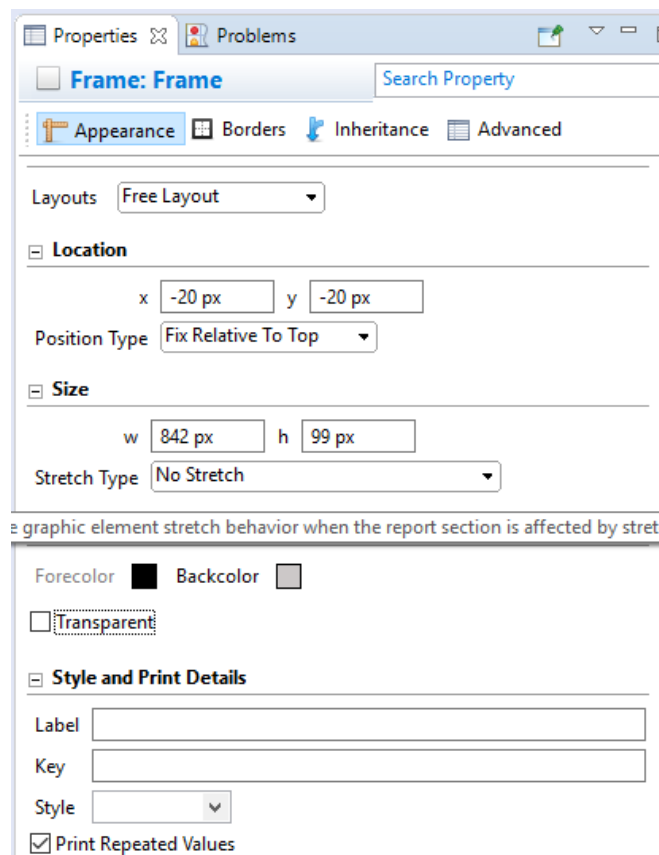 Properties Problems
Frame: Frame Search Property
Appearance Borders Inheritance Advanced
Layouts Free Layout
Location
x -20 px y -20 px
Position Type Fix Relative To Top
Size
w 842 px h 99 px
Stretch Type No Stretch
e graphic element stretch behavior when the report section is affected by stret
Forecolor Backcolor
Transparent
Style and Print Details
Label
Key
Style
Print Repeated Values